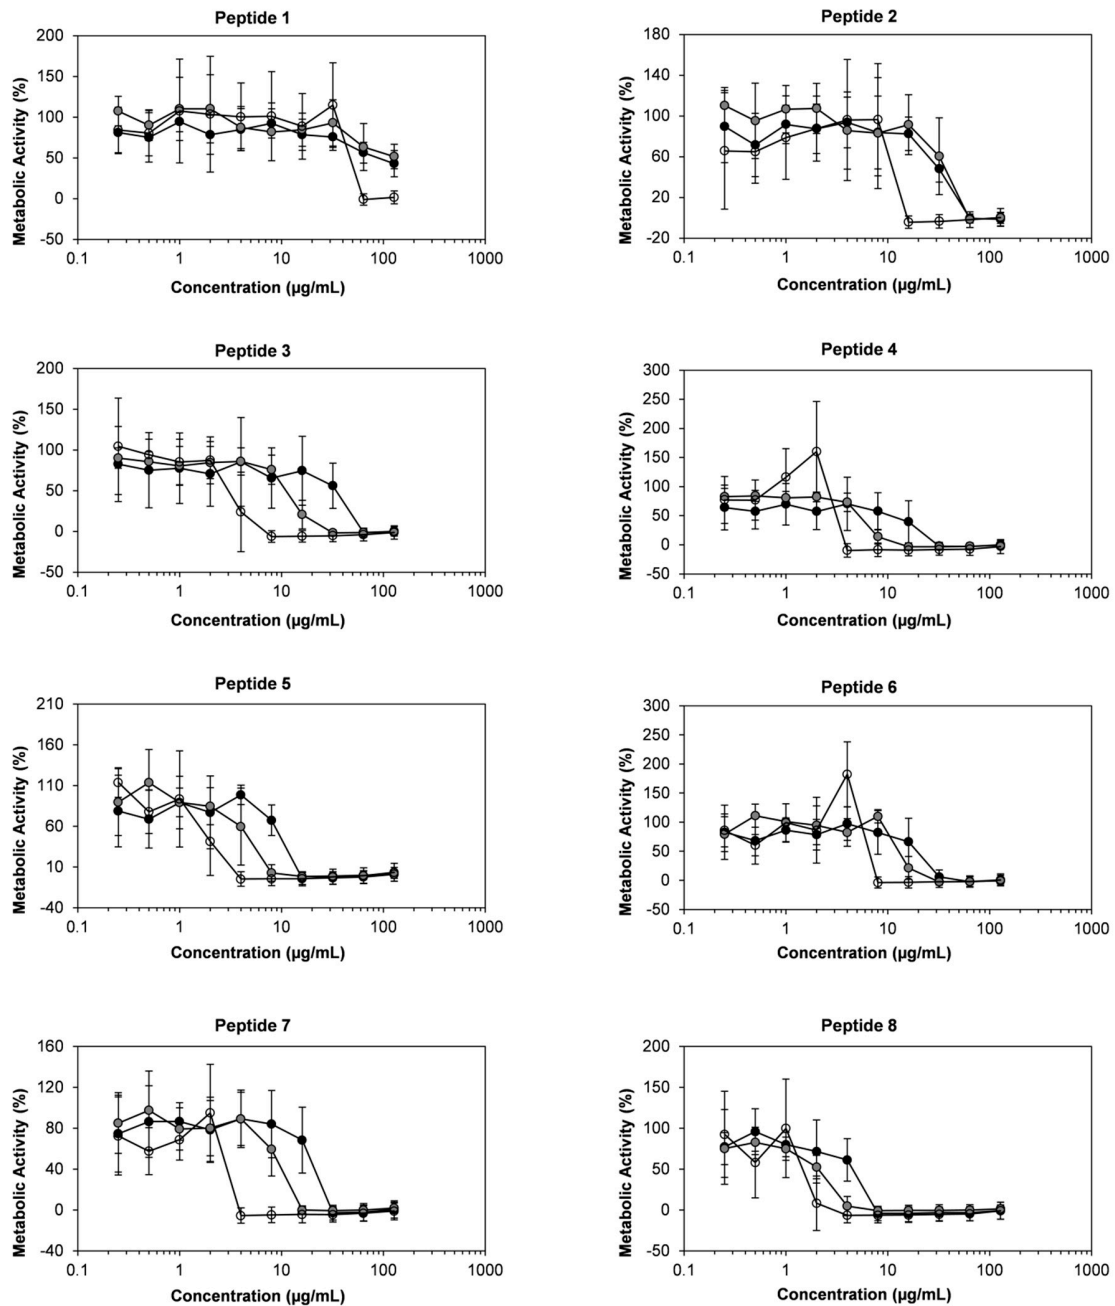 Peptide 1
Metabolic Activity (%)
200
150
100
50
0
-50
0.1 1 10 100 1000
Concentration (µg/mL)
Peptide 2
Metabolic Activity (%)
180
140
100
60
20
-20
0.1 1 10 100 1000
Concentration (µg/mL)
Peptide 3
Metabolic Activity (%)
200
150
100
50
0
-50
0.1 1 10 100 1000
Concentration (µg/mL)
Peptide 4
Metabolic Activity (%)
300
250
200
150
100
50
0
-50
0.1 1 10 100 1000
Concentration (µg/mL)
Peptide 5
Metabolic Activity (%)
210
160
110
60
10
-40
0.1 1 10 100 1000
Concentration (µg/mL)
Peptide 6
Metabolic Activity (%)
300
250
200
150
100
50
0
-50
0.1 1 10 100 1000
Concentration (µg/mL)
Peptide 7
Metabolic Activity (%)
160
120
80
40
0
-40
0.1 1 10 100 1000
Concentration (µg/mL)
Peptide 8
Metabolic Activity (%)
200
150
100
50
0
-50
0.1 1 10 100 1000
Concentration (µg/mL)